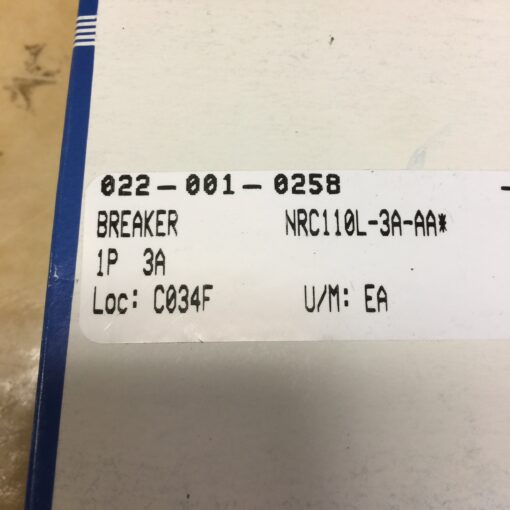 022-001-0258
BREAKER NRC110L-3A-AA*
1P 3A
Loc: C034F U/M: EA